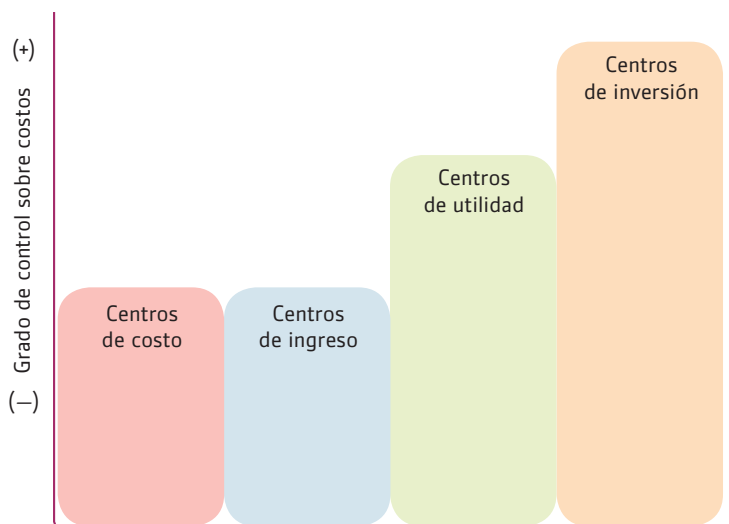 (+)
Grado de control sobre costos
(—)
Centros
de costo
Centros
de ingreso
Centros
de utilidad
Centros
de inversión